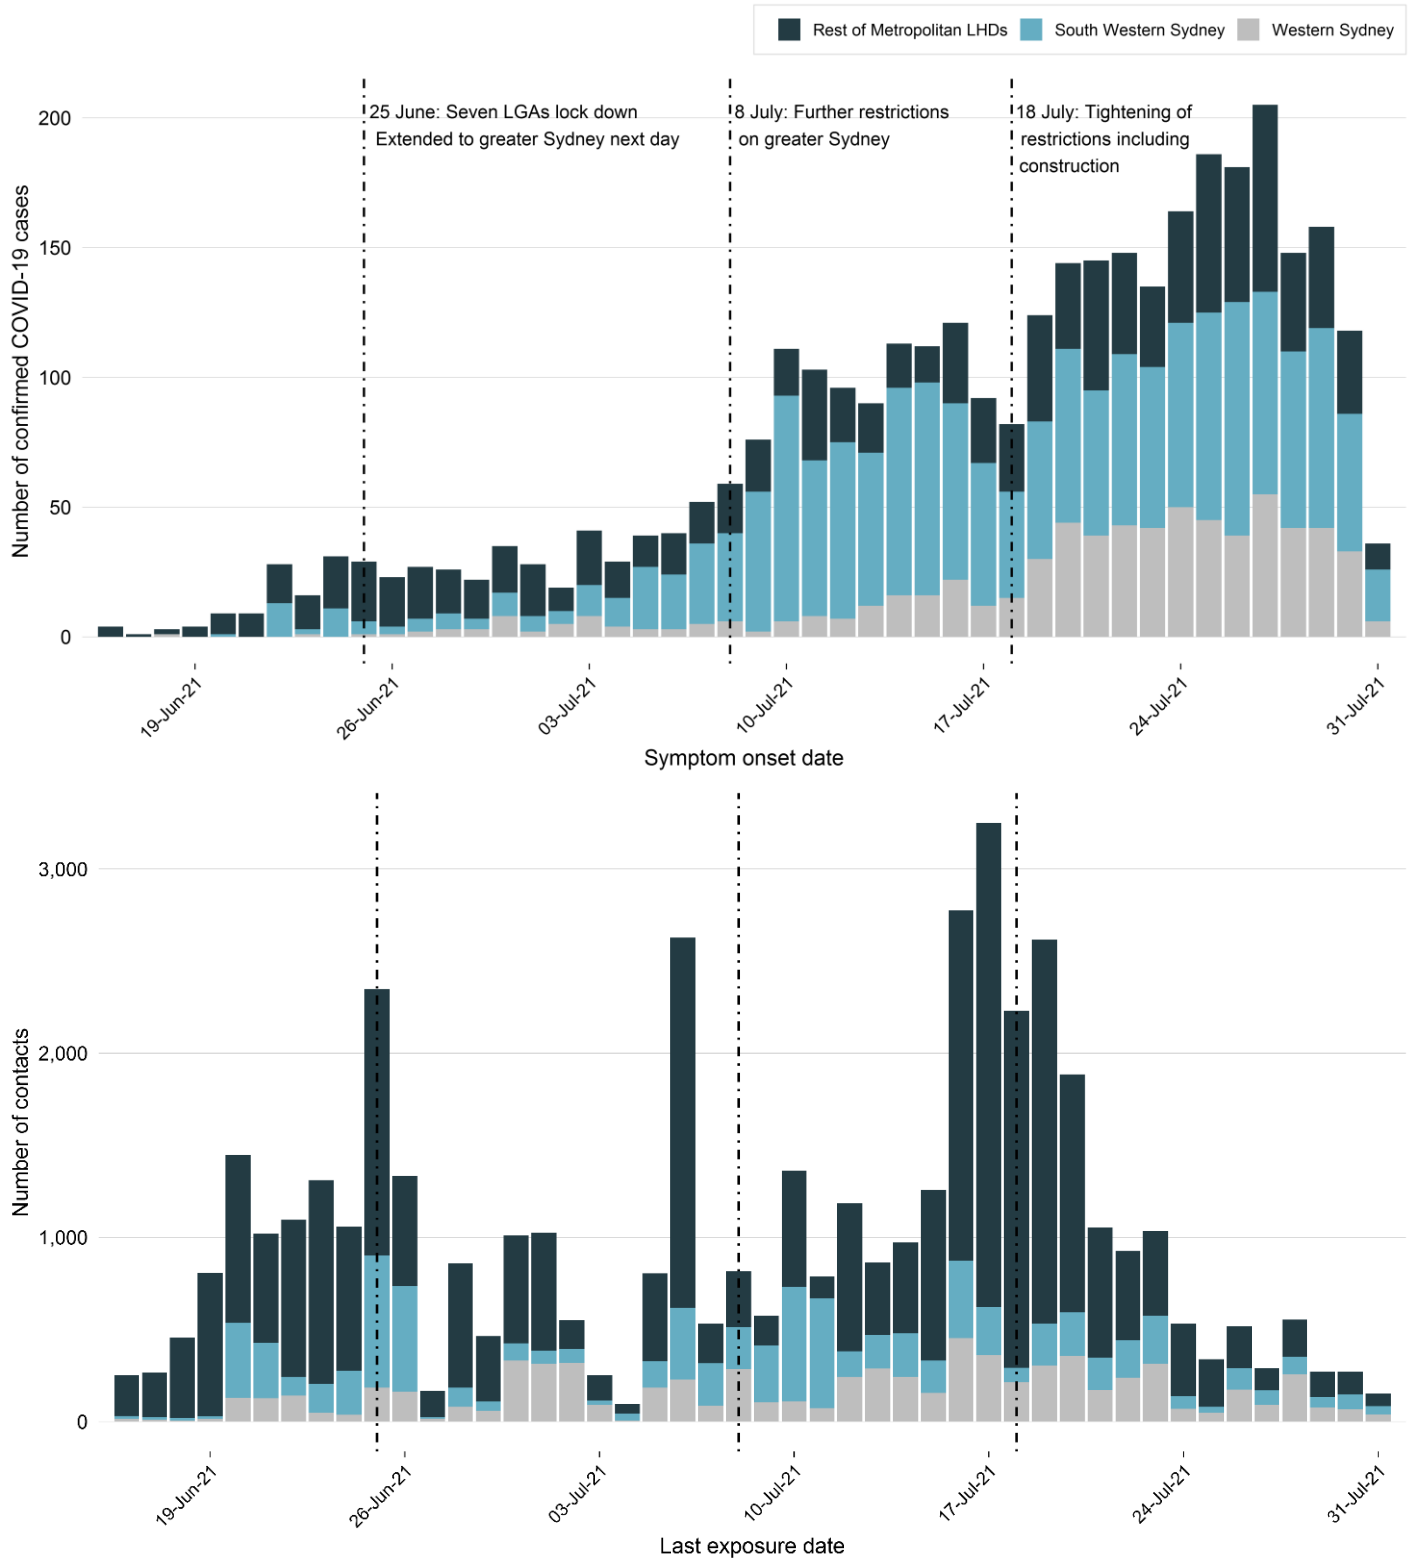 Rest of Metropolitan LHDs South Western Sydney Western Sydney
25 June: Seven LGAs lock down
Extended to greater Sydney next day
8 July: Further restrictions
on greater Sydney
18 July: Tightening of
restrictions including
construction
Number of confirmed COVID-19 cases
200
150
100
50
0
19-Jun-21 26-Jun-21 03-Jul-21 10-Jul-21 17-Jul-21 24-Jul-21 31-Jul-21
Symptom onset date
Number of contacts
3,000
2,000
1,000
0
19-Jun-21 26-Jun-21 03-Jul-21 10-Jul-21 17-Jul-21 24-Jul-21 31-Jul-21
Last exposure date